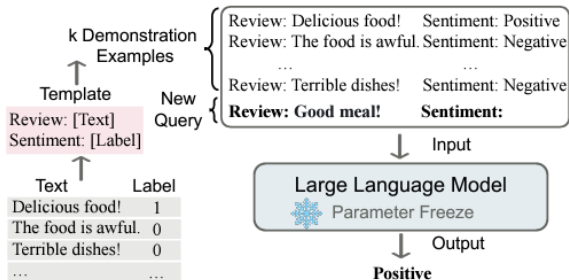 k Demonstration
Examples
Review: Delicious food! Sentiment: Positive
Review: The food is awful. Sentiment: Negative
... ...
Review: Terrible dishes! Sentiment: Negative
New
Query
Review: Good meal! Sentiment:
Template
Review: [Text]
Sentiment: [Label]
Text Label
Delicious food! 1
The food is awful. 0
Terrible dishes! 0
... ...
Input
Large Language Model
Parameter Freeze
Output
Positive